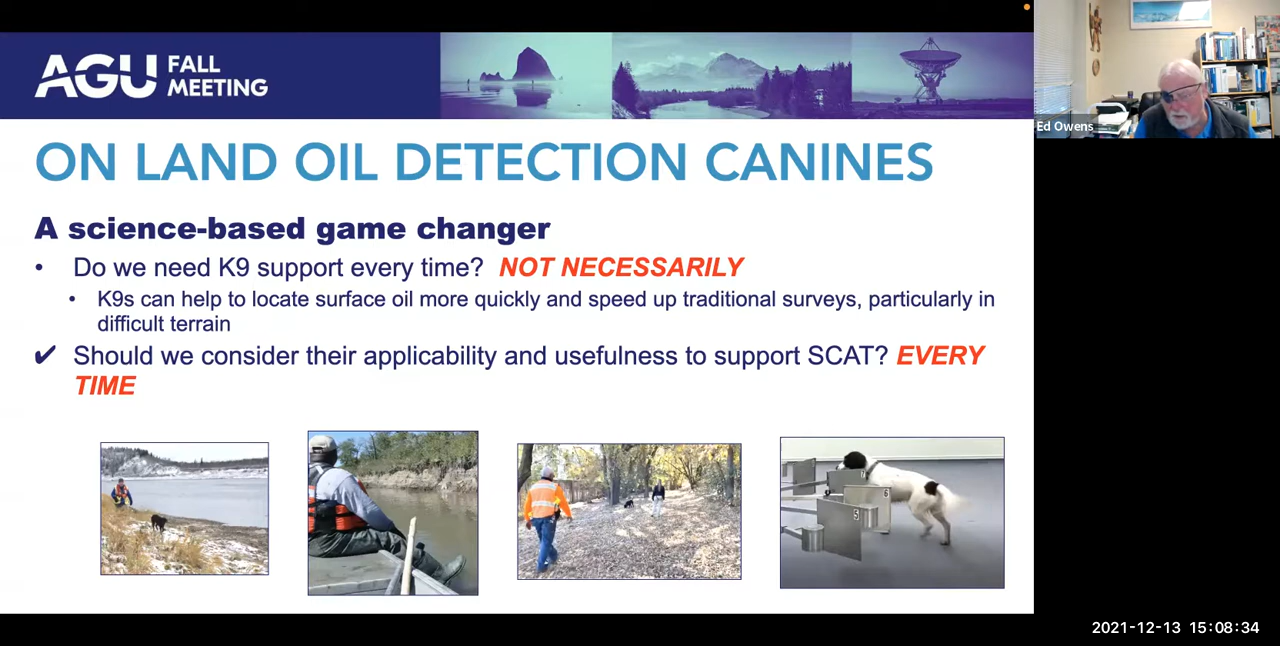 AGU FALL
MEETING
Ed Owens
ON LAND OIL DETECTION CANINES
A science-based game changer
• Do we need K9 support every time? NOT NECESSARILY
• K9s can help to locate surface oil more quickly and speed up traditional surveys, particularly in
difficult terrain
✔ Should we consider their applicability and usefulness to support SCAT? EVERY
TIME
6
5
2021-12-13 15:08:34